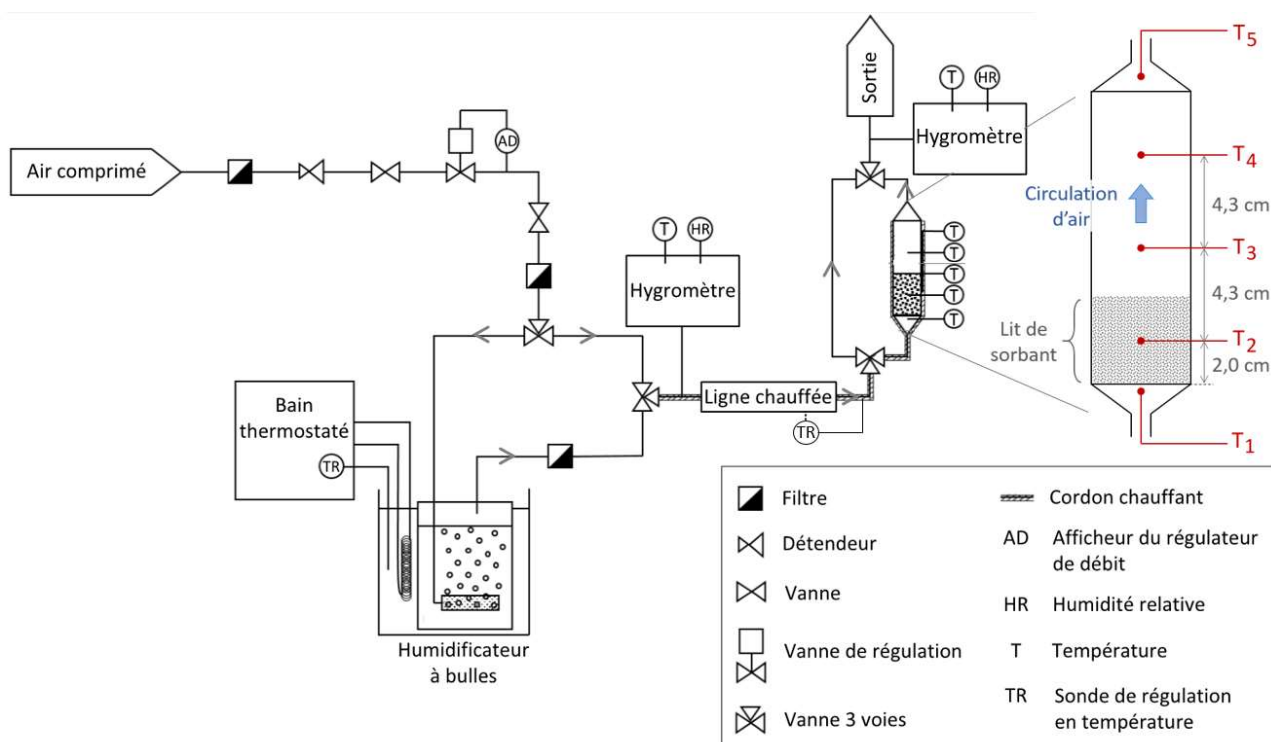 Air comprimé
AD
T
HR
Hygromètre
Bain
thermostaté
TR
Humidificateur
à bulles
Ligne chauffée
TR
Sortie
T
HR
Hygromètre
T
T
T
T
T
T5
T4
Circulation
d'air
4,3 cm
T3
4,3 cm
Lit de
sorbant
T2
2,0 cm
T1
Filtre
Détendeur
Vanne
Vanne de régulation
Vanne 3 voies
Cordon chauffant
AD Afficheur du régulateur
de débit
HR Humidité relative
T Température
TR Sonde de régulation
en température